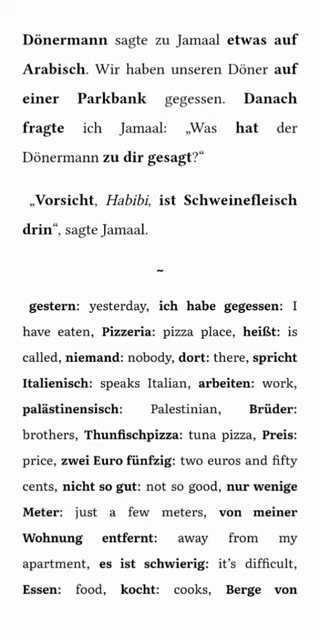 Dönermann sagte zu Jamaal etwas auf
Arabisch. Wir haben unseren Döner auf
einer Parkbank gegessen. Danach
fragte ich Jamaal: „Was hat der
Dönermann zu dir gesagt?“
„Vorsicht, Habibi, ist Schweinefleisch
drin“, sagte Jamaal.
~
gestern: yesterday, ich habe gegessen: I
have eaten, Pizzeria: pizza place, heißt: is
called, niemand: nobody, dort: there, spricht
Italienisch: speaks Italian, arbeiten: work,
palästinensisch: Palestinian, Brüder:
brothers, Thunfischpizza: tuna pizza, Preis:
price, zwei Euro fünfzig: two euros and fifty
cents, nicht so gut: not so good, nur wenige
Meter: just a few meters, von meiner
Wohnung entfernt: away from my
apartment, es ist schwierig: it’s difficult,
Essen: food, kocht: cooks, Berge von